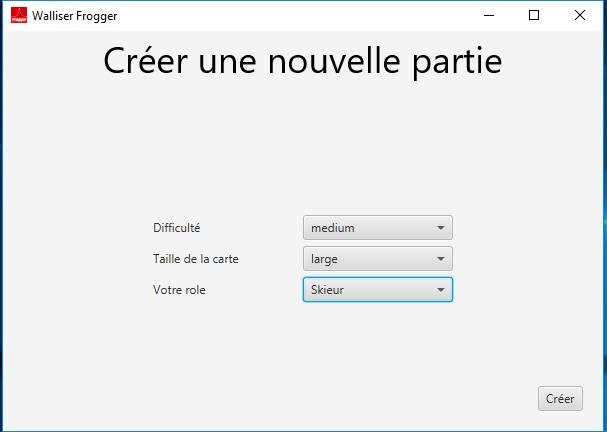 Walliser Frogger
Créer une nouvelle partie
Difficulté medium
Taille de la carte large
Votre role Skieur
Créer